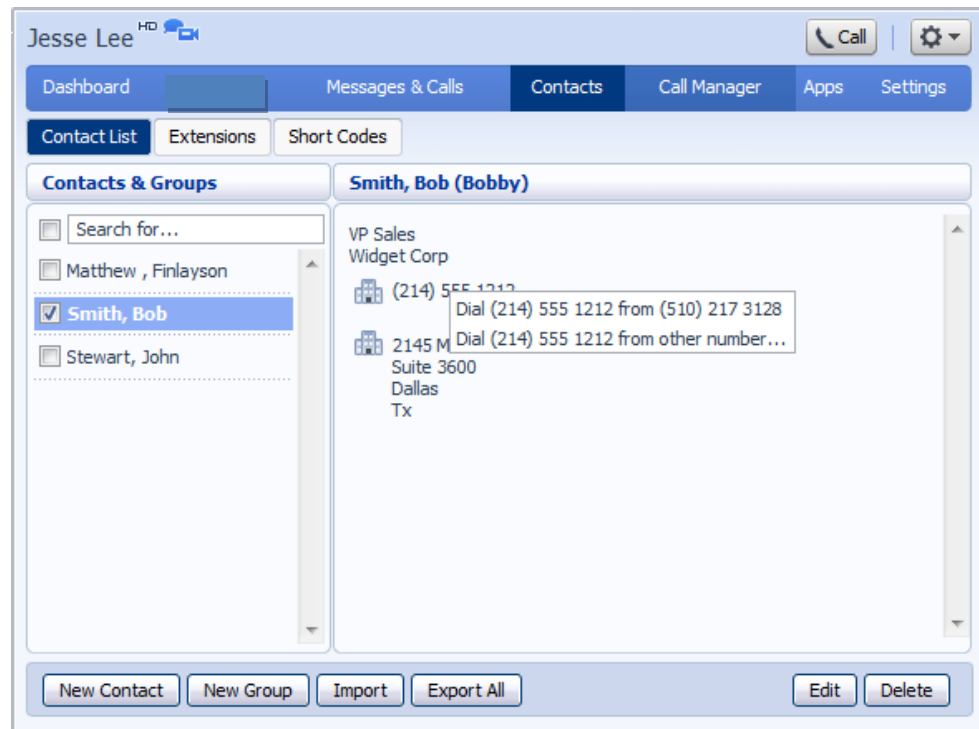 Jesse Lee HD
Call
Dashboard Messages & Calls Contacts Call Manager Apps Settings
Contact List Extensions Short Codes
Contacts & Groups
Search for...
Matthew , Finlayson
Smith, Bob
Stewart, John
Smith, Bob (Bobby)
VP Sales
Widget Corp
(214) 555 1212
Dial (214) 555 1212 from (510) 217 3128
Dial (214) 555 1212 from other number...
2145 M
Suite 3600
Dallas
Tx
New Contact New Group Import Export All Edit Delete